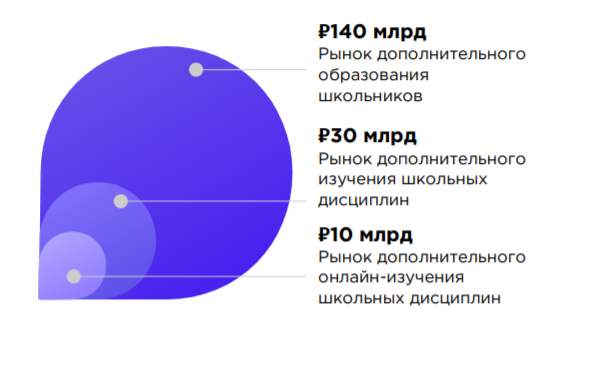 ₽140 млрд
Рынок дополнительного
образования
школьников
₽30 млрд
Рынок дополнительного
изучения школьных
дисциплин
₽10 млрд
Рынок дополнительного
онлайн-изучения
школьных дисциплин